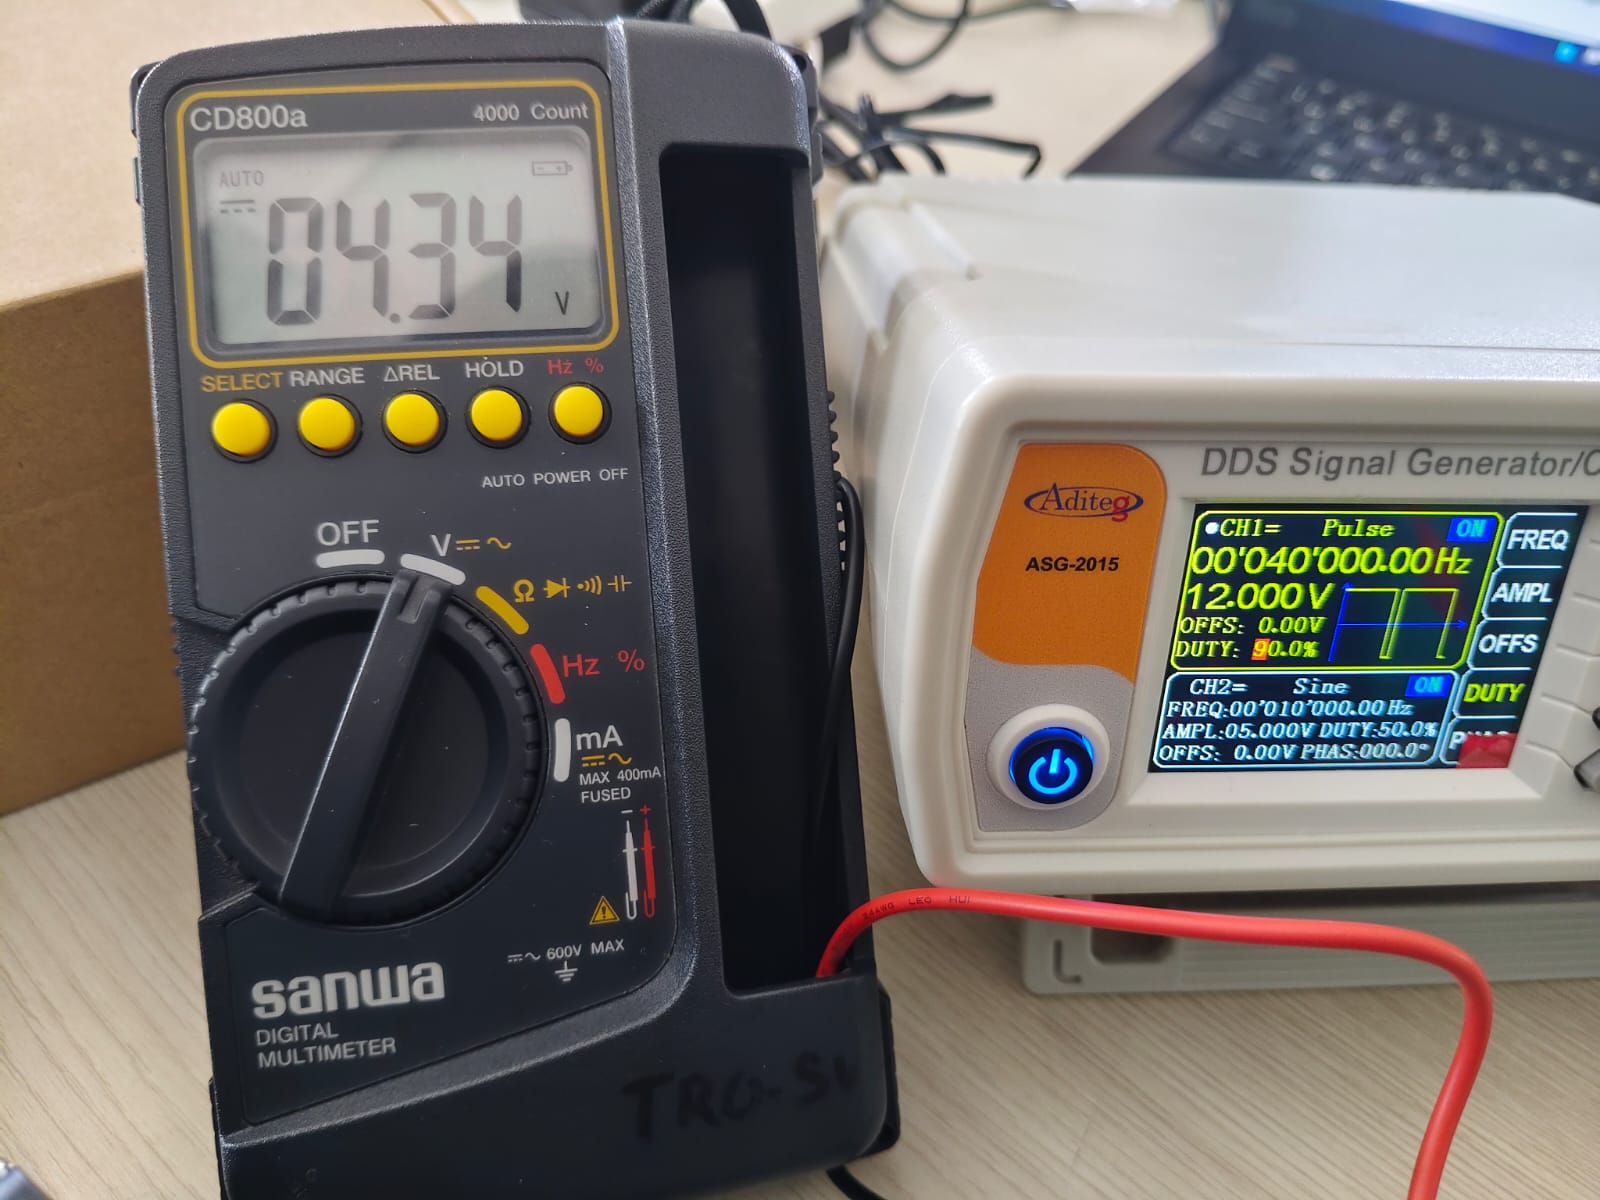 CD800a 4000 Count
AUTO
04.34 V
SELECT RANGE ΔREL HOLD Hz %
AUTO POWER OFF
OFF V
Ω
Hz %
mA
MAX 400mA
FUSED
- +
600V MAX
sanwa
DIGITAL
MULTIMETER
DDS Signal Generator/
Aditeg
ASG-2015
CH1= Pulse ON
00'040'000.00Hz
12.000V
OFFS: 0.00V
DUTY: 90.0%
CH2= Sine ON
FREQ:00'010'000.00Hz
AMPL:05.000V DUTY:50.0%
OFFS: 0.00V PHAS:000.0°
FREQ
AMPL
OFFS
DUTY
24AWG LEO HUI